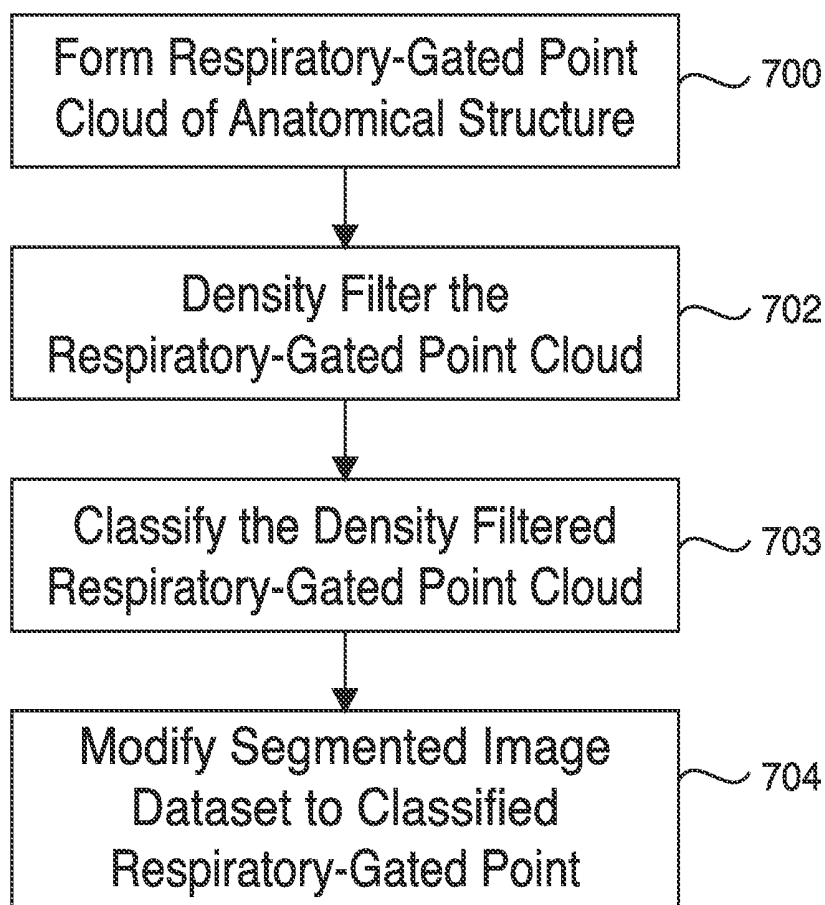 Form Respiratory-Gated Point
Cloud of Anatomical Structure
700
Density Filter the
Respiratory-Gated Point Cloud
702
Classify the Density Filtered
Respiratory-Gated Point Cloud
703
Modify Segmented Image
Dataset to Classified
Respiratory-Gated Point
704